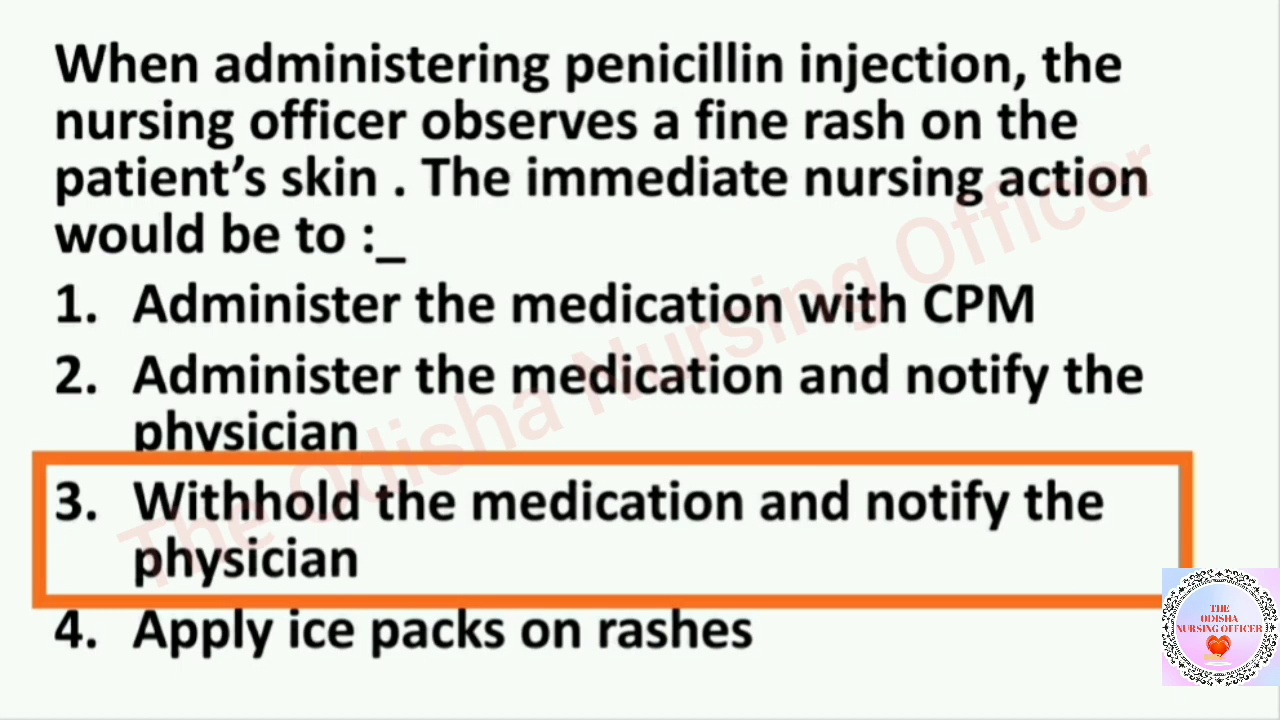 When administering penicillin injection, the
nursing officer observes a fine rash on the
patient's skin . The immediate nursing action
would be to :_
1. Administer the medication with CPM
2. Administer the medication and notify the
physician
3. Withhold the medication and notify the
physician
4. Apply ice packs on rashes
The Odisha Nursing Officer
THE
ODISHA
NURSING OFFICER